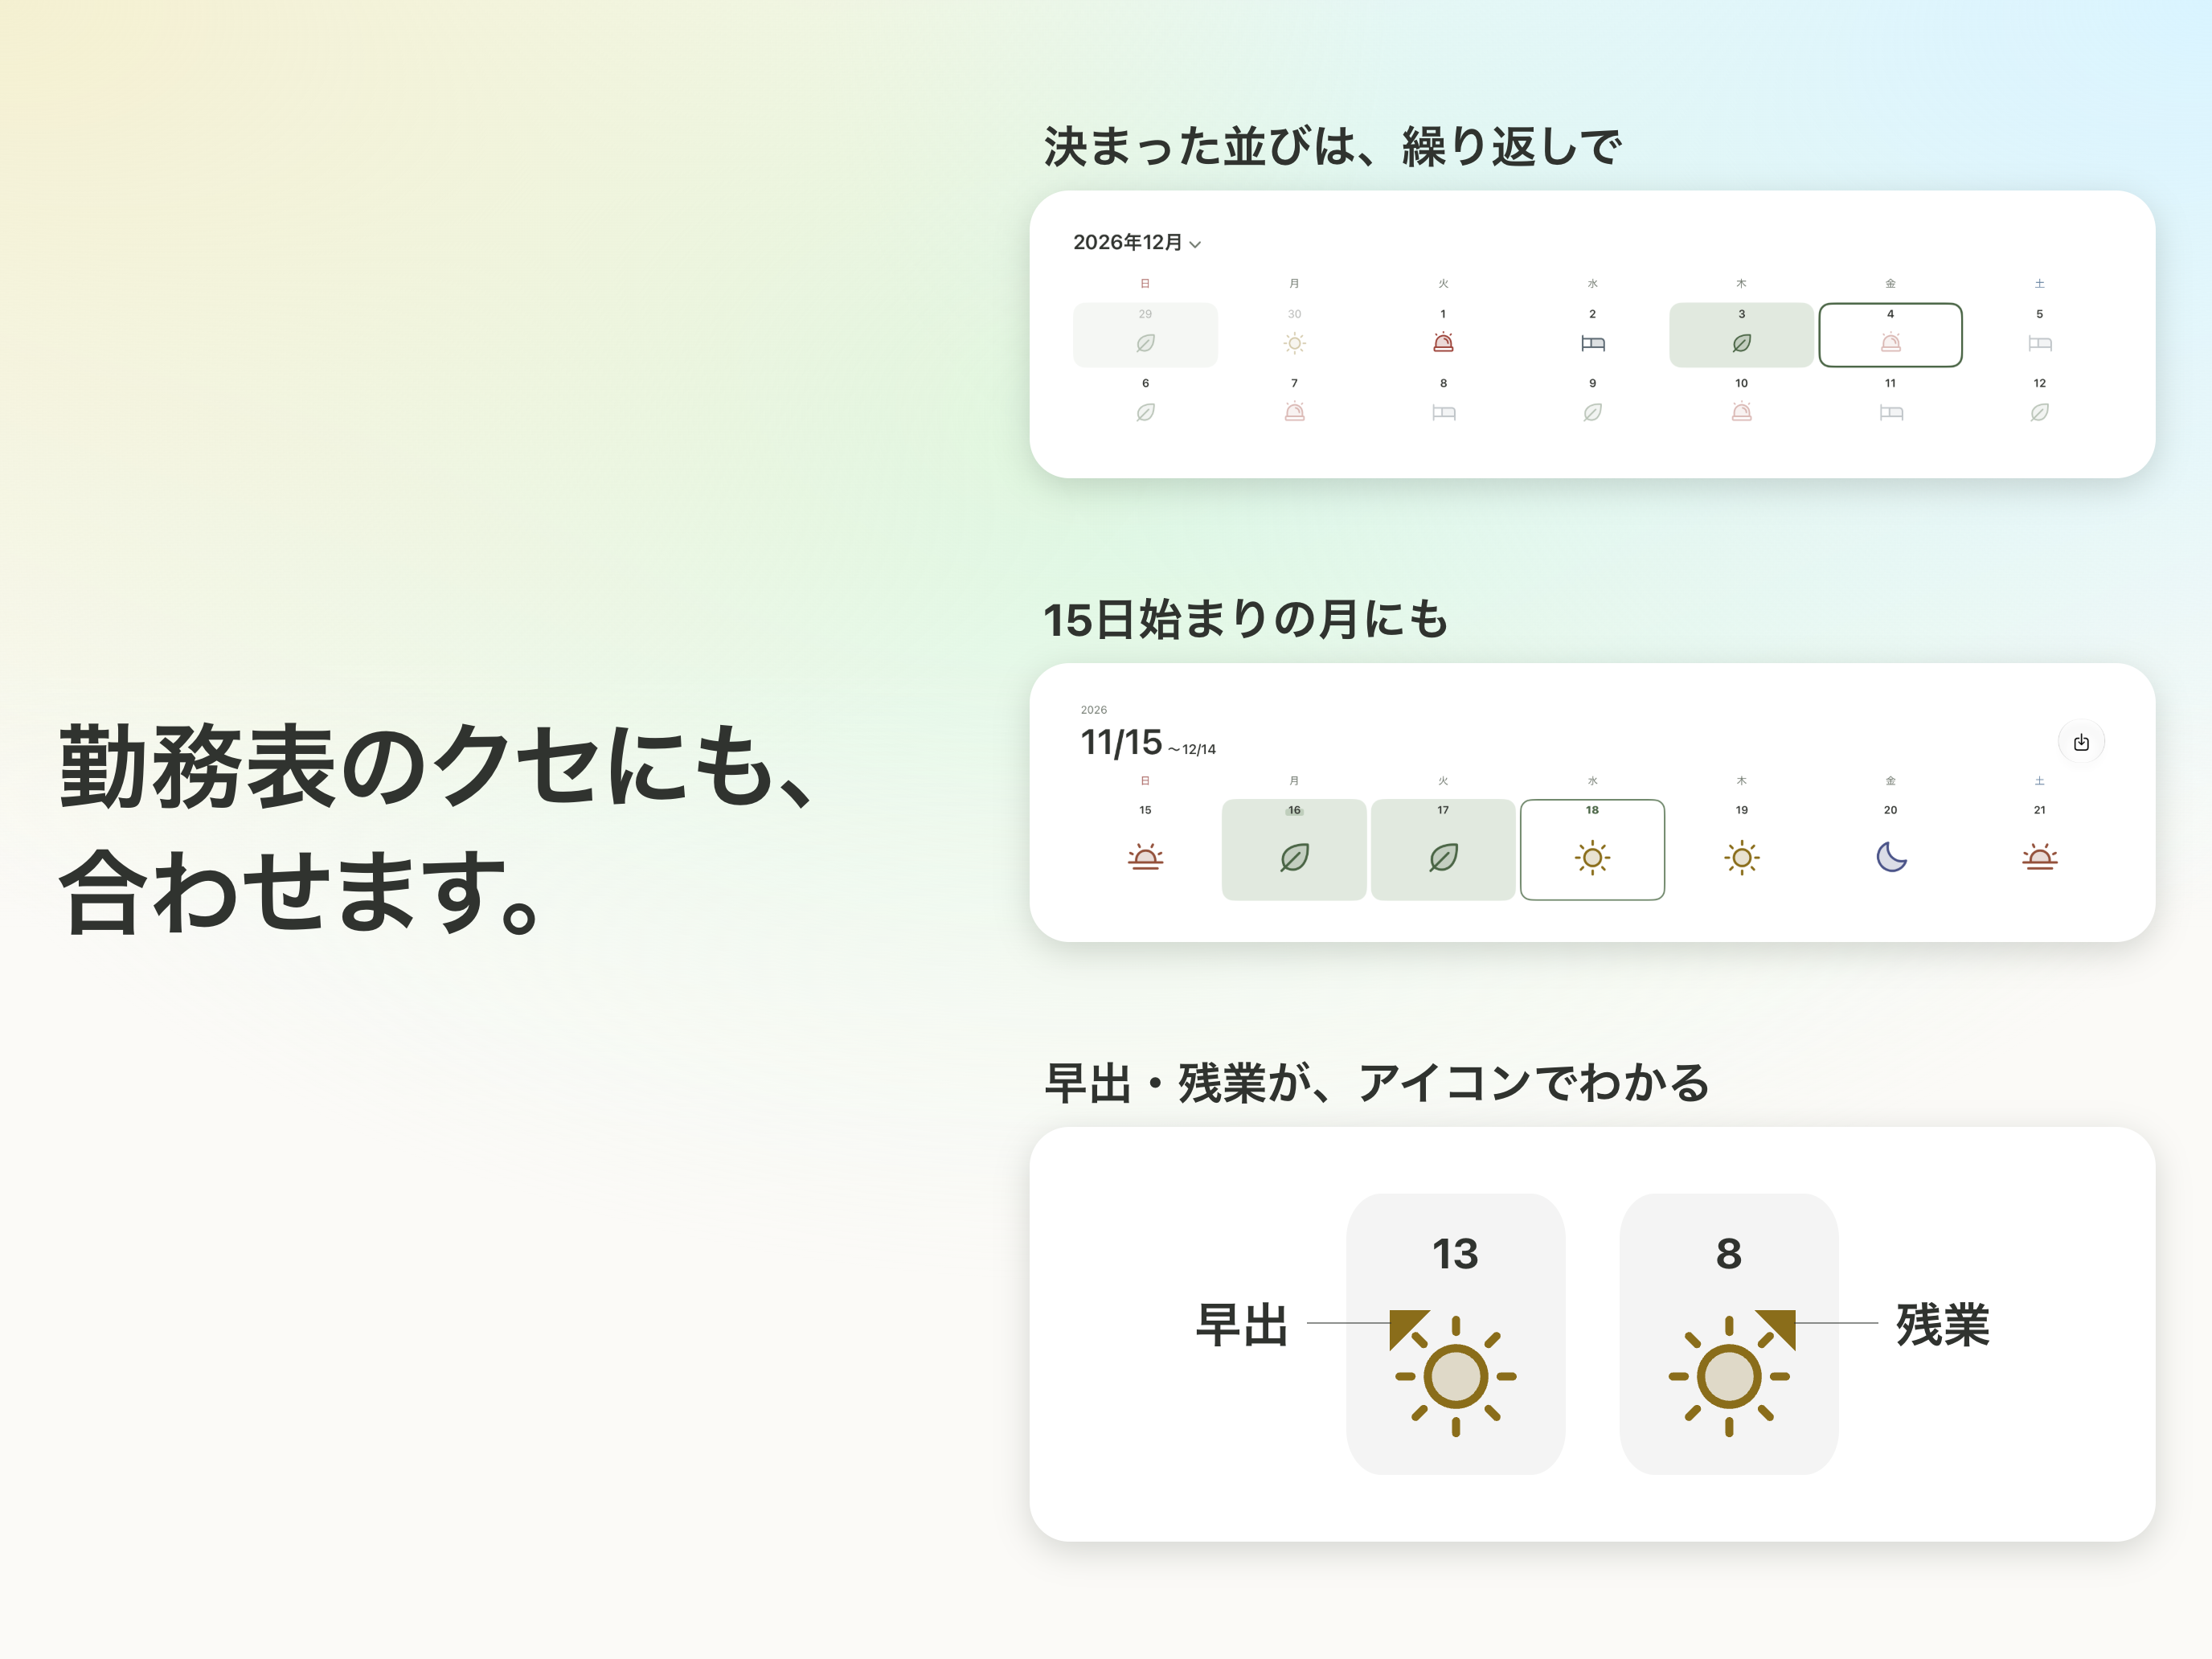 勤務表のクセにも、
合わせます。
決まった並びは、繰り返しで
2026年12月
日 月 火 水 木 金 土
29 30 1 2 3 4 5
6 7 8 9 10 11 12
15日始まりの月にも
2026
11/15 〜12/14
日 月 火 水 木 金 土
15 16 17 18 19 20 21
早出・残業が、アイコンでわかる
13 8
早出 残業